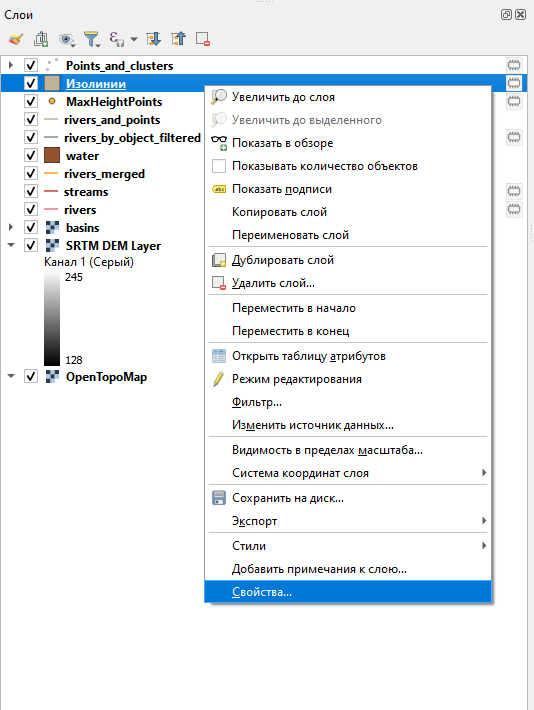 Слои
Points_and_clusters
Изолинии
MaxHeightPoints
rivers_and_points
rivers_by_object_filtered
water
rivers_merged
streams
rivers
basins
SRTM DEM Layer
Канал 1 (Серый)
245
128
OpenTopoMap
Увеличить до слоя
Увеличить до выделенного
Показать в обзоре
Показывать количество объектов
abc Показать подписи
Копировать слой
Переименовать слой
Дублировать слой
Удалить слой...
Переместить в начало
Переместить в конец
Открыть таблицу атрибутов
Режим редактирования
Фильтр...
Изменить источник данных...
Видимость в пределах масштаба...
Система координат слоя
Сохранить на диск...
Экспорт
Стили
Добавить примечания к слою...
Свойства...